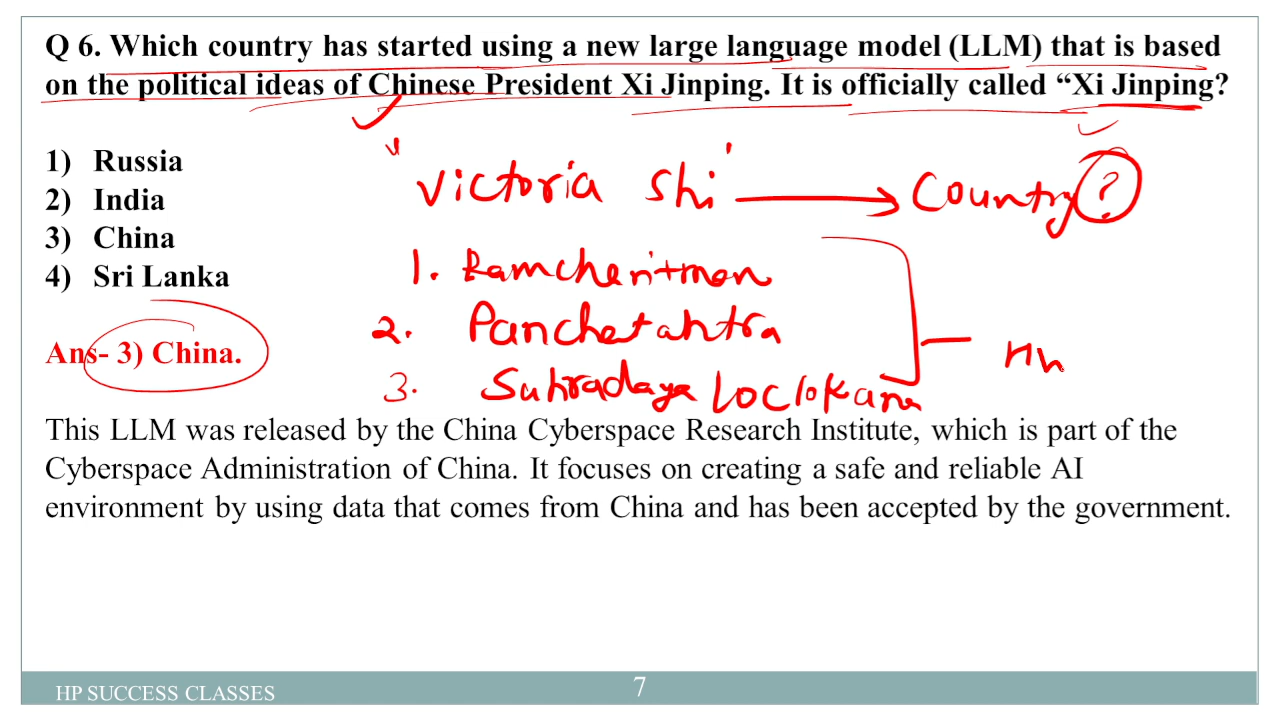 Q 6. Which country has started using a new large language model (LLM) that is based
on the political ideas of Chinese President Xi Jinping. It is officially called “Xi Jinping?
"Victoria Shi" → Country ?
1) Russia
2) India
3) China
4) Sri Lanka
1. Ramcheritman
2. Panchatantra
3. Suhradaya Loclokana
Ans- 3) China.
This LLM was released by the China Cyberspace Research Institute, which is part of the
Cyberspace Administration of China. It focuses on creating a safe and reliable AI
environment by using data that comes from China and has been accepted by the government.
HP SUCCESS CLASSES
7